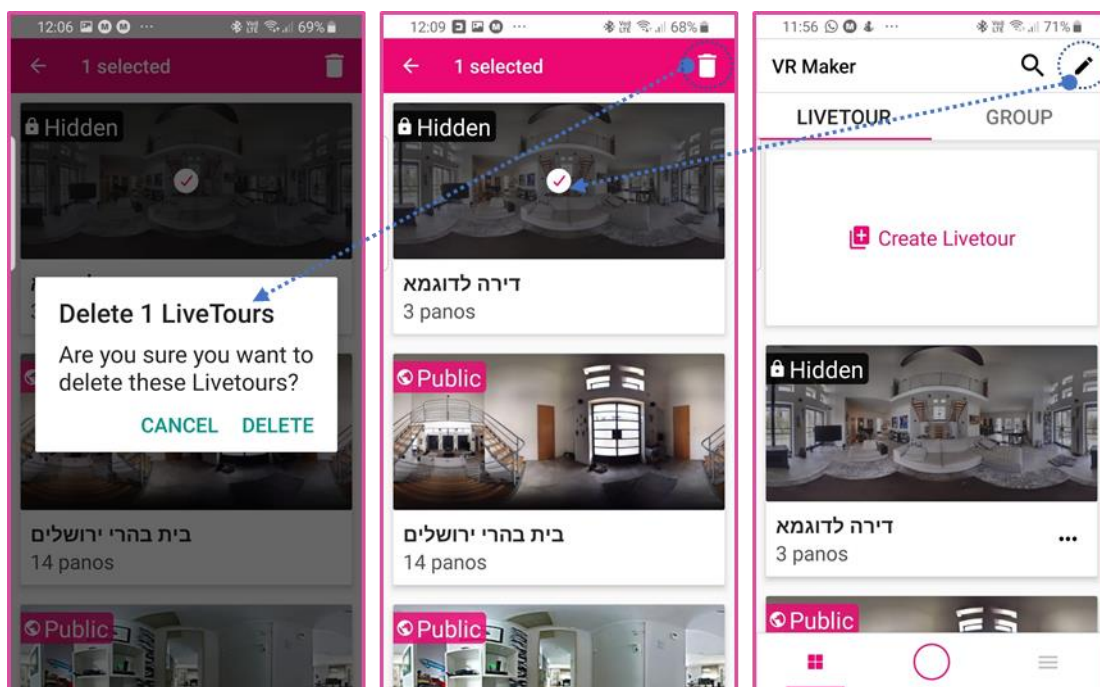 12:06 69%
1 selected
Hidden
Delete 1 LiveTours
Are you sure you want to
delete these Livetours?
CANCEL DELETE
בית בהרי ירושלים
14 panos
Public
12:09 68%
1 selected
Hidden
דירה לדוגמא
3 panos
Public
בית בהרי ירושלים
14 panos
Public
11:56 71%
VR Maker
LIVETOUR GROUP
Create Livetour
Hidden
דירה לדוגמא
3 panos
Public